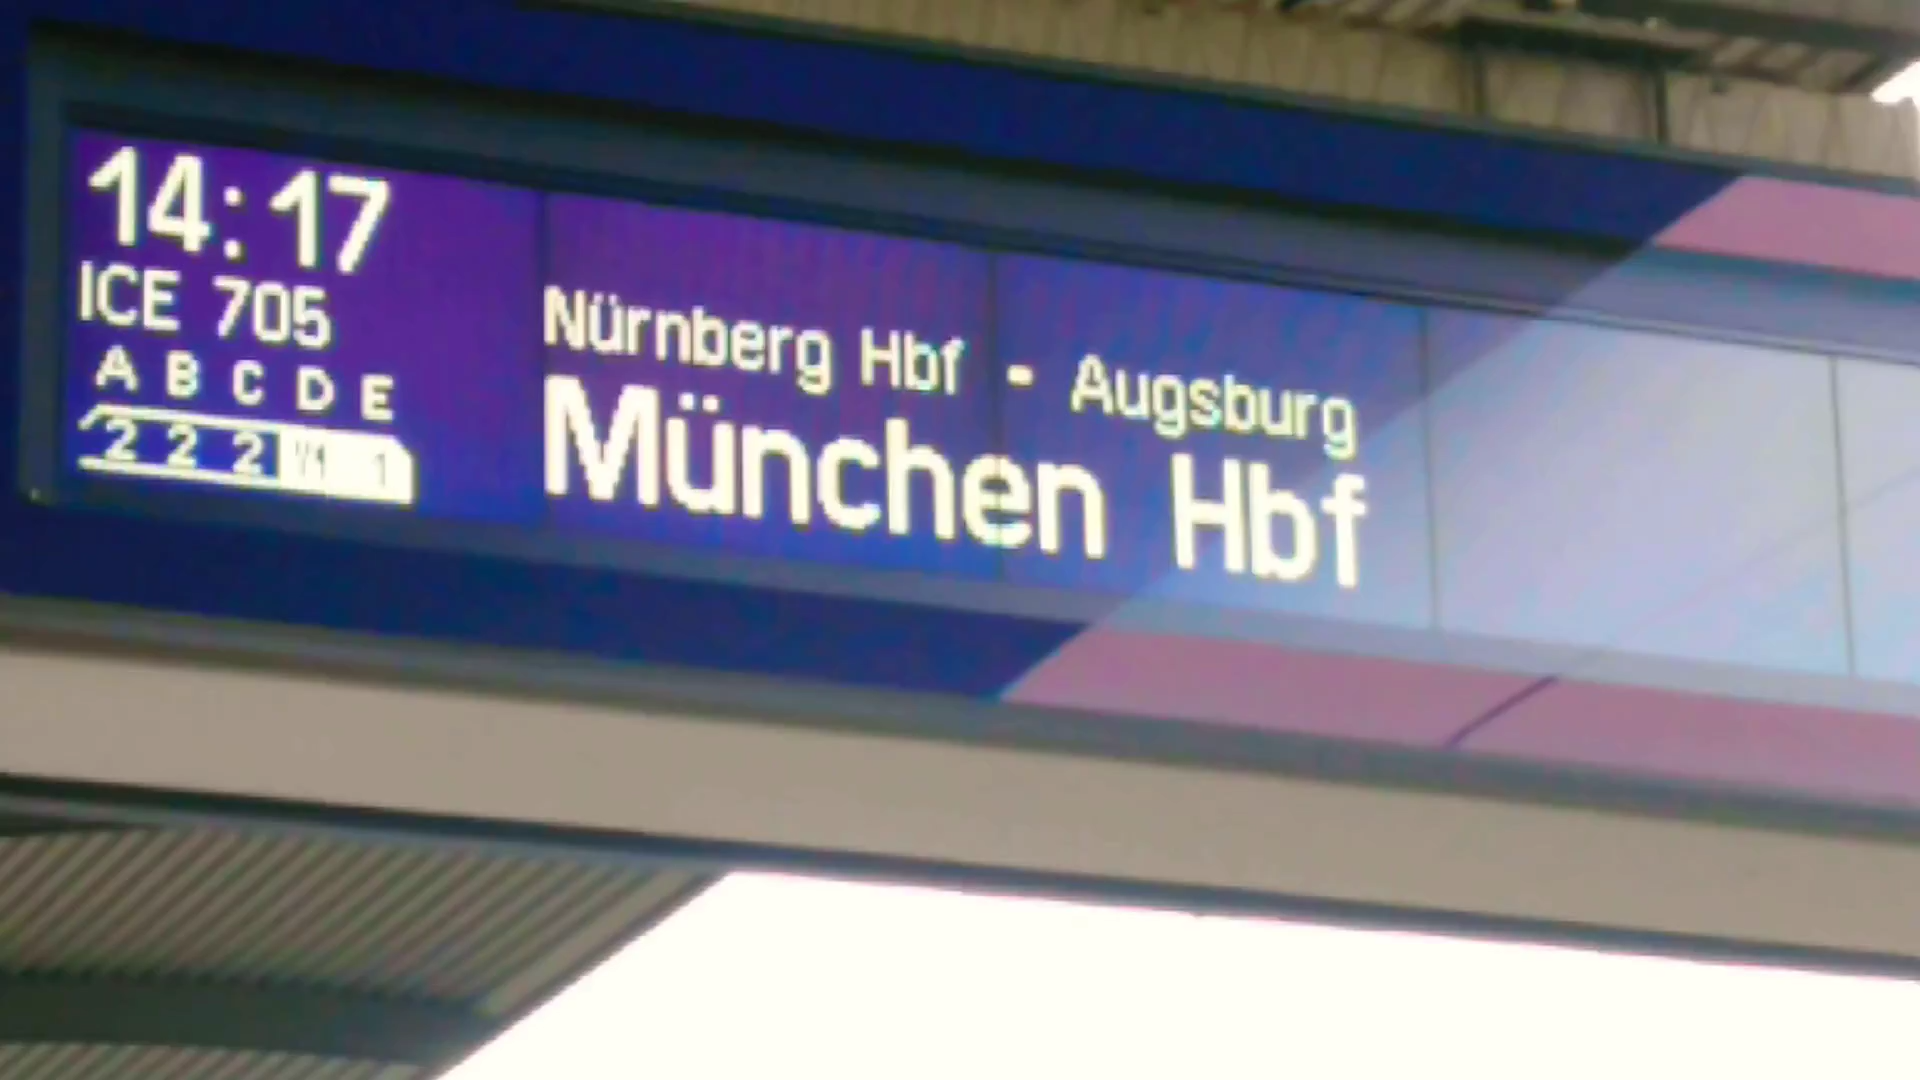 14:17
ICE 705
A B C D E
2 2 2 1
Nürnberg Hbf - Augsburg
München Hbf